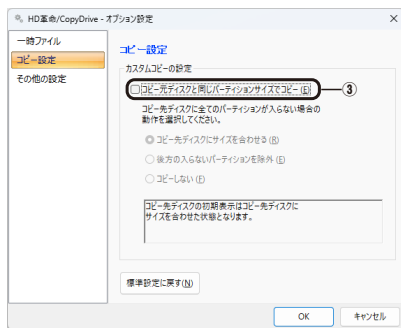 HD革命/CopyDrive - オプション設定
一時ファイル
コピー設定
その他の設定
コピー設定
カスタムコピーの設定
コピー元ディスクと同じパーティションサイズでコピー(E)
③
コピー先ディスクに全てのパーティションが入らない場合の
動作を選択してください。
コピー先ディスクにサイズを合わせる(R)
後方の入らないパーティションを除外(E)
コピーしない(F)
コピー先ディスクの初期表示はコピー先ディスクに
サイズを合わせた状態となります。
標準設定に戻す(N)
OK
キャンセル